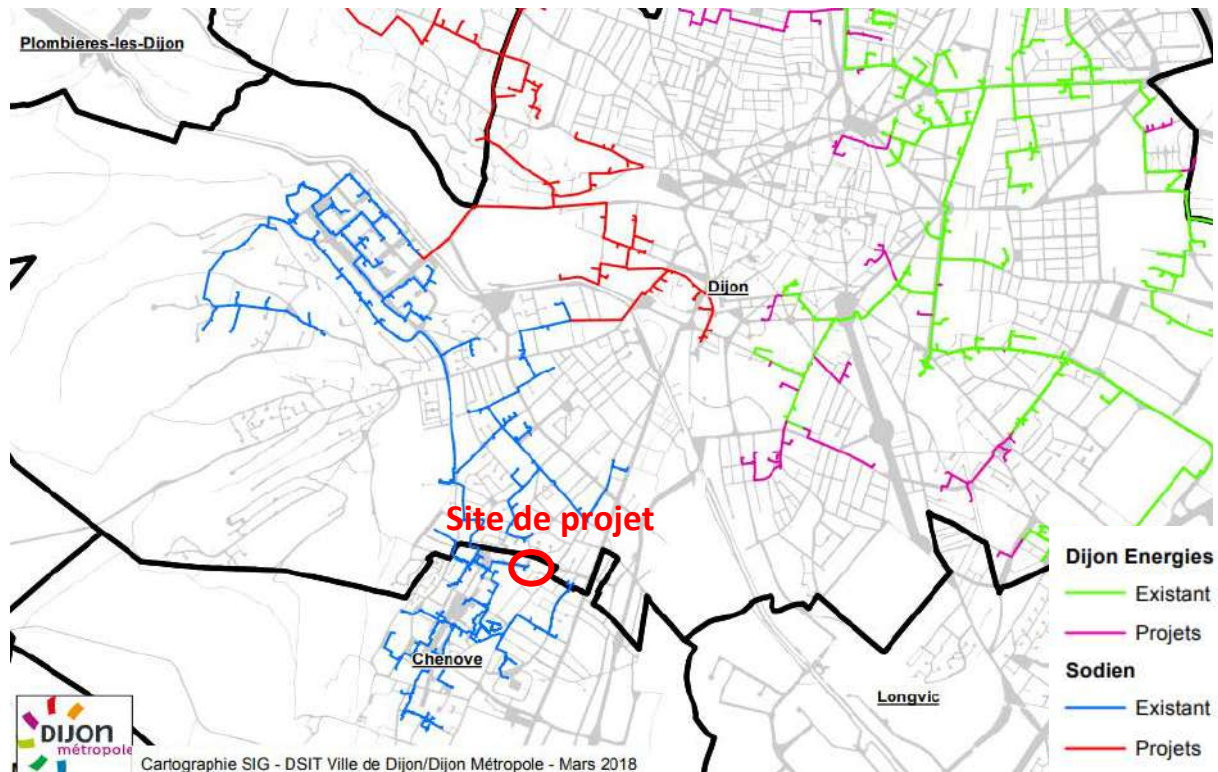 Plombieres-les-Dijon
Dijon
Site de projet
Chenove
Longvic
Dijon Energies
Existant
Projets
Sodien
Existant
Projets
DIJON
métropole
Cartographie SIG - DSIT Ville de Dijon/Dijon Métropole - Mars 2018